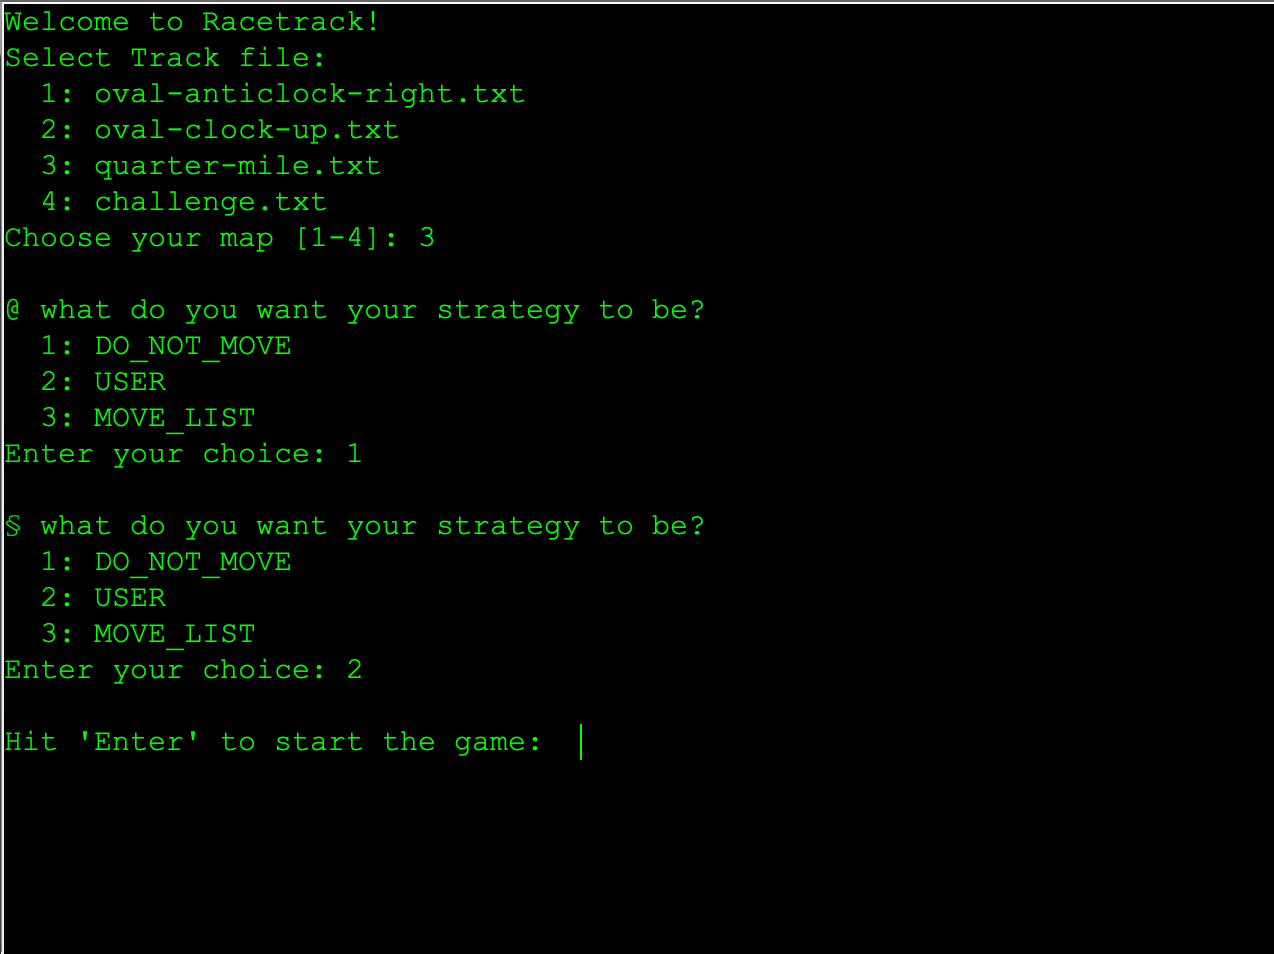 Welcome to Racetrack!
Select Track file:
  1: oval-anticlock-right.txt
  2: oval-clock-up.txt
  3: quarter-mile.txt
  4: challenge.txt
Choose your map [1-4]: 3

@ what do you want your strategy to be?
  1: DO_NOT_MOVE
  2: USER
  3: MOVE_LIST
Enter your choice: 1

§ what do you want your strategy to be?
  1: DO_NOT_MOVE
  2: USER
  3: MOVE_LIST
Enter your choice: 2

Hit 'Enter' to start the game: